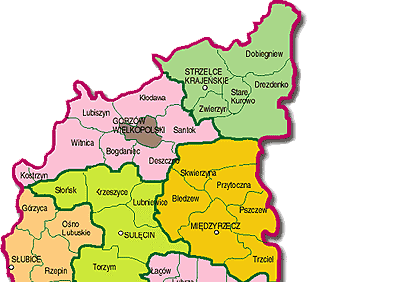 Dobiegniew
STRZELCE
KRAJEŃSKIE
Drezdenko
Stare
Kurowo
Zwierzyn
Kłodawa
Lubiszyn
GORZÓW
WIELKOPOLSKI
Santok
Witnica
Bogdaniec
Deszczno
Kostrzyn
Skwierzyna
Przytoczna
Słońsk
Krzeszyce
Lubniewice
Bledzew
Pszczew
Górzyca
Ośno
Lubuskie
SULĘCIN
MIĘDZYRZECZ
SŁUBICE
Rzepin
Torzym
Łagów
Trzciel